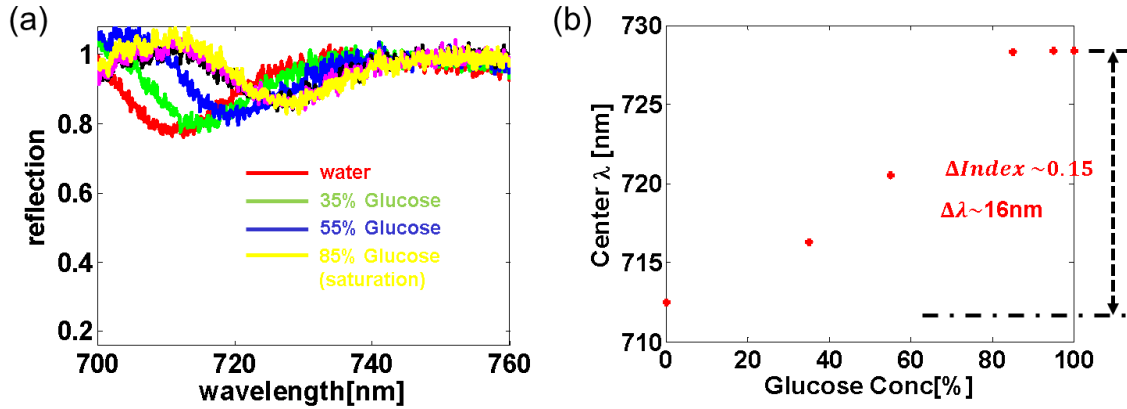 (a)
1
0.8
0.6
0.4
0.2
reflection
water
35% Glucose
55% Glucose
85% Glucose
(saturation)
700
720
740
760
wavelength[nm]
(b)
730
725
720
715
710
Center λ [nm]
ΔIndex ~0.15
Δλ~16nm
0
20
40
60
80
100
Glucose Conc[%]